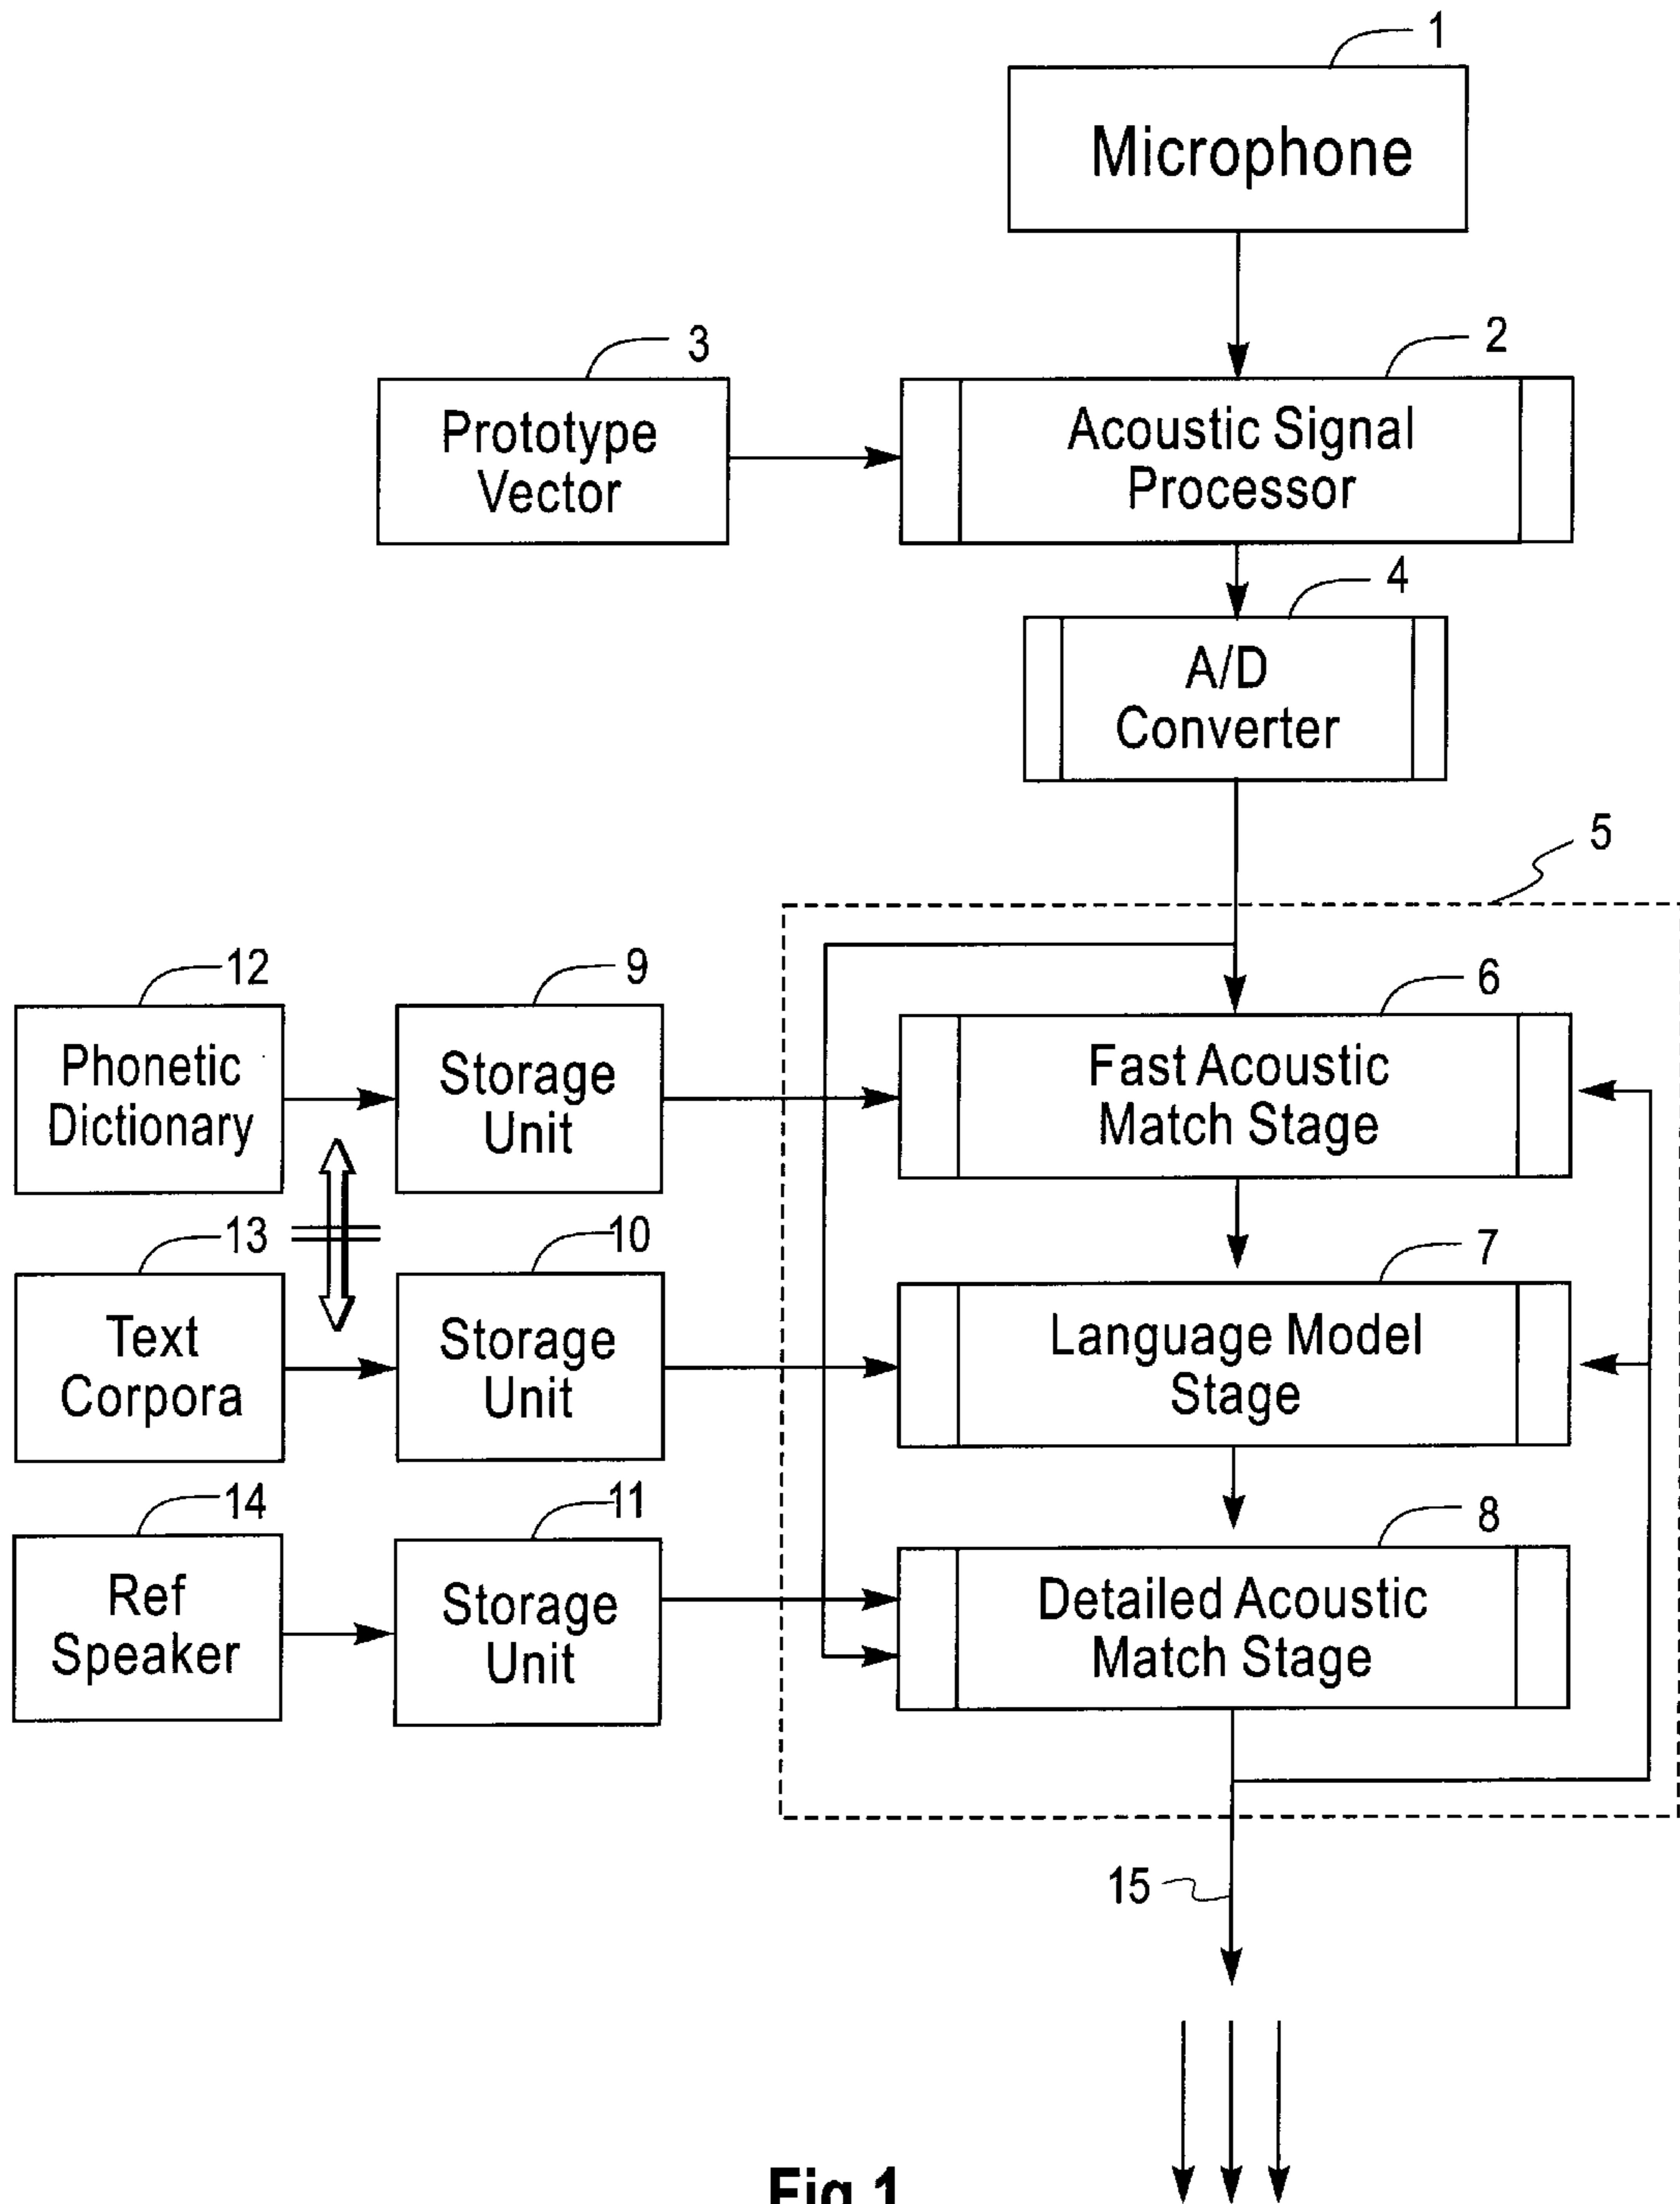 1
Microphone
3
2
Prototype
Vector
Acoustic Signal
Processor
4
A/D
Converter
5
12
9
6
Phonetic
Dictionary
Storage
Unit
Fast Acoustic
Match Stage
13
10
7
Text
Corpora
Storage
Unit
Language Model
Stage
14
11
8
Ref
Speaker
Storage
Unit
Detailed Acoustic
Match Stage
15
Fig 1